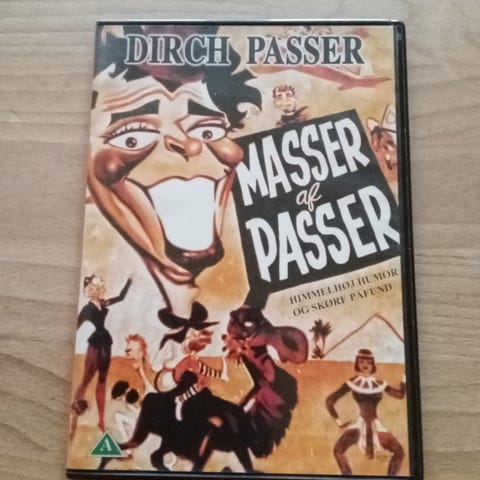 DIRCH PASSER
MASSER
af
PASSER
HIMMELHØJ HUMOR
OG SKØRE PÅFUND
A